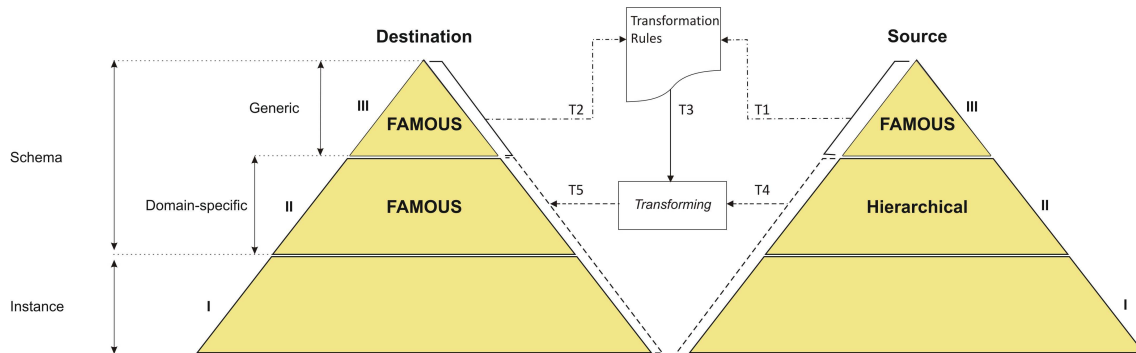 Transformation
Rules
Destination
Source
Generic
III
III
FAMOUS
T2
T3
T1
FAMOUS
Schema
Domain-specific
II
FAMOUS
T5
Transforming
T4
Hierarchical
II
Instance
I
I